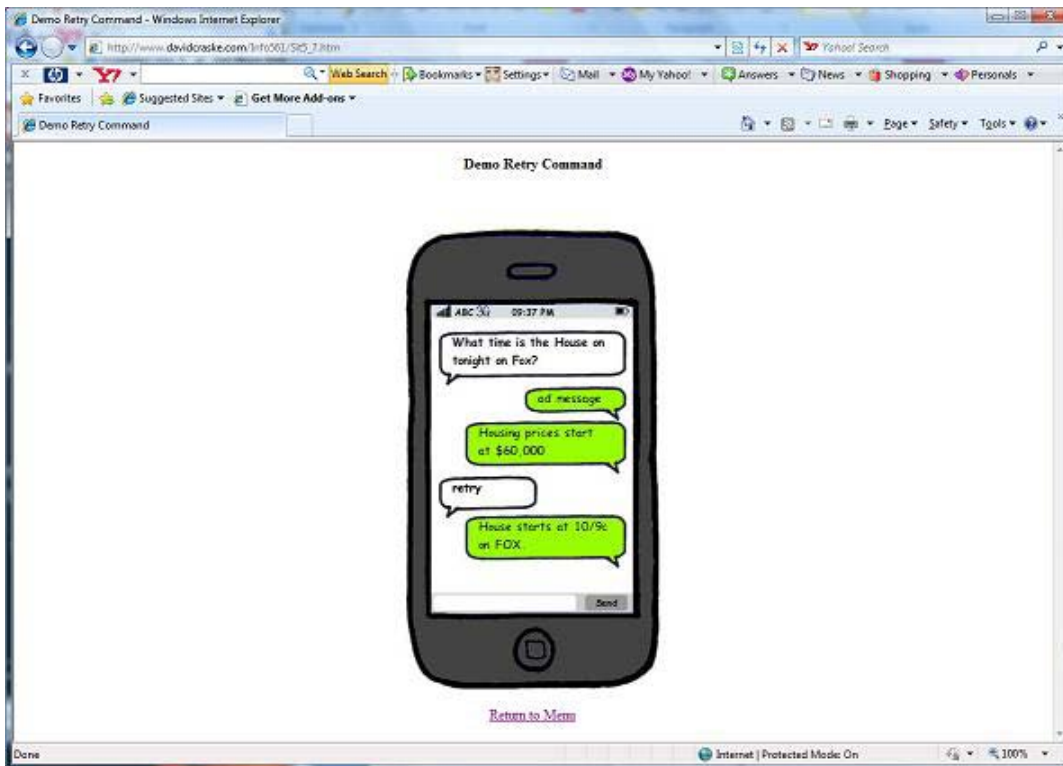 Demo Retry Command - Windows Internet Explorer
http://www.davidcraske.com/Info561/Sit5_7.htm
Yahoo! Search
Web Search
Bookmarks
Settings
Mail
My Yahoo!
Answers
News
Shopping
Personals
Favorites
Suggested Sites
Get More Add-ons
Demo Retry Command
Page
Safety
Tools
Demo Retry Command
ABC 3G 09:37 PM
What time is the House on
tonight on Fox?
ad message
Housing prices start
at $60,000
retry
House starts at 10/9c
on FOX.
Send
Return to Menu
Done
Internet | Protected Mode: On
100%